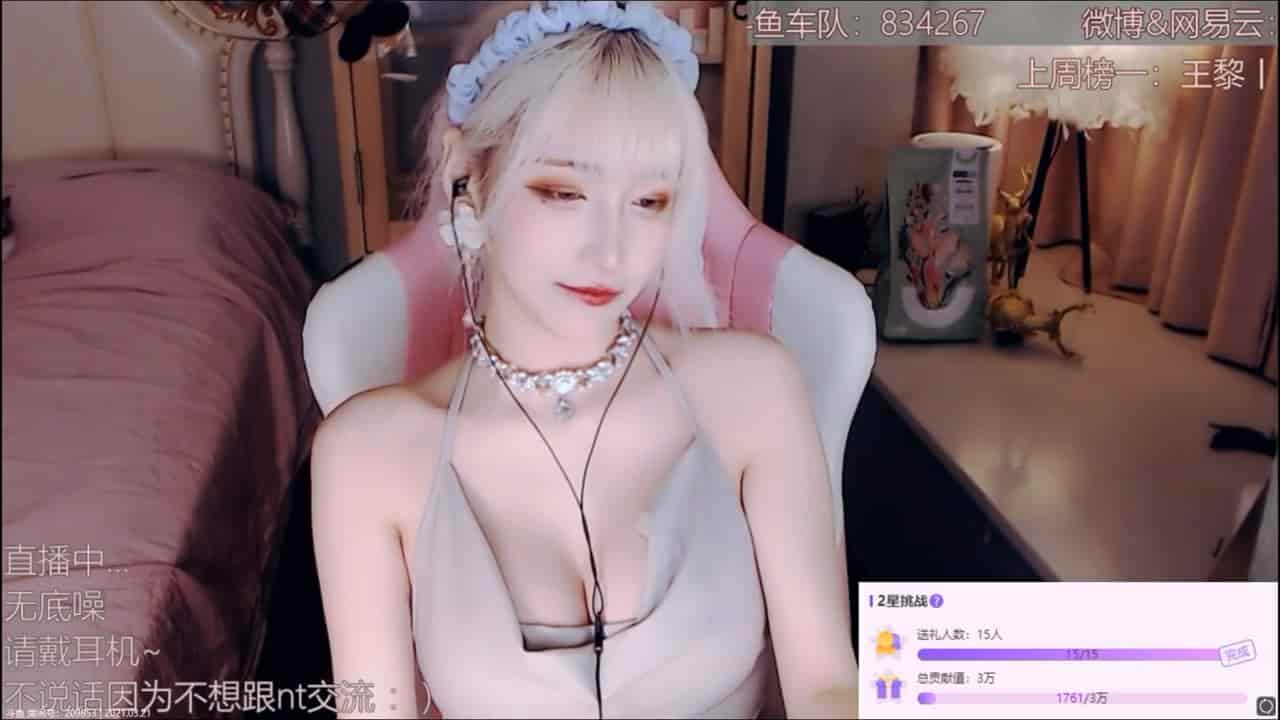 -鱼车队：834267
微博&网易云：
上周榜一：王黎丨
直播中...
无底噪
请戴耳机~
不说话因为不想跟nt交流：）
2星挑战?
送礼人数：15人
15/15
完成
总贡献值：3万
1761/3万